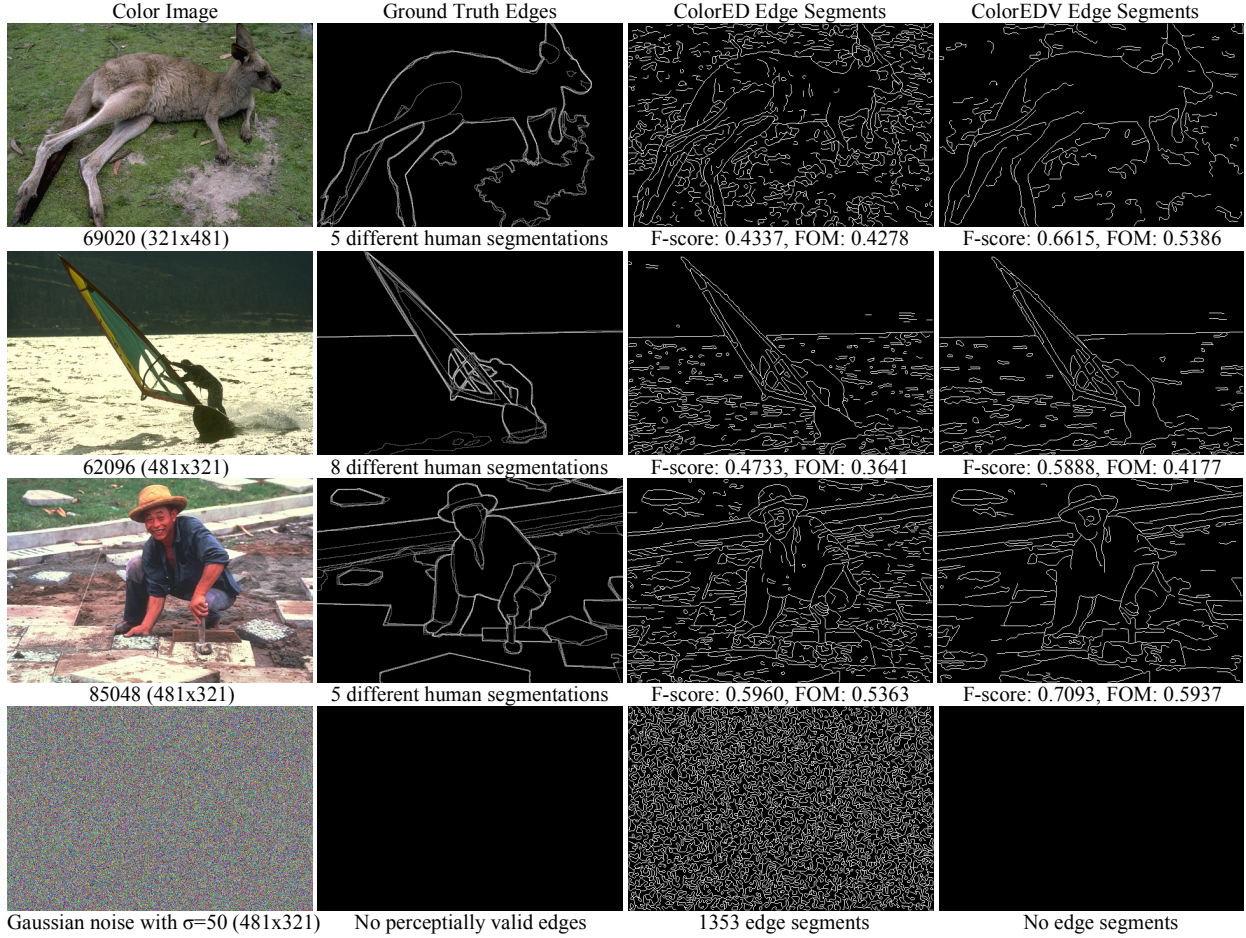 Color Image Ground Truth Edges ColorED Edge Segments ColorEDV Edge Segments
69020 (321x481) 5 different human segmentations F-score: 0.4337, FOM: 0.4278 F-score: 0.6615, FOM: 0.5386
62096 (481x321) 8 different human segmentations F-score: 0.4733, FOM: 0.3641 F-score: 0.5888, FOM: 0.4177
85048 (481x321) 5 different human segmentations F-score: 0.5960, FOM: 0.5363 F-score: 0.7093, FOM: 0.5937
Gaussian noise with σ=50 (481x321) No perceptially valid edges 1353 edge segments No edge segments